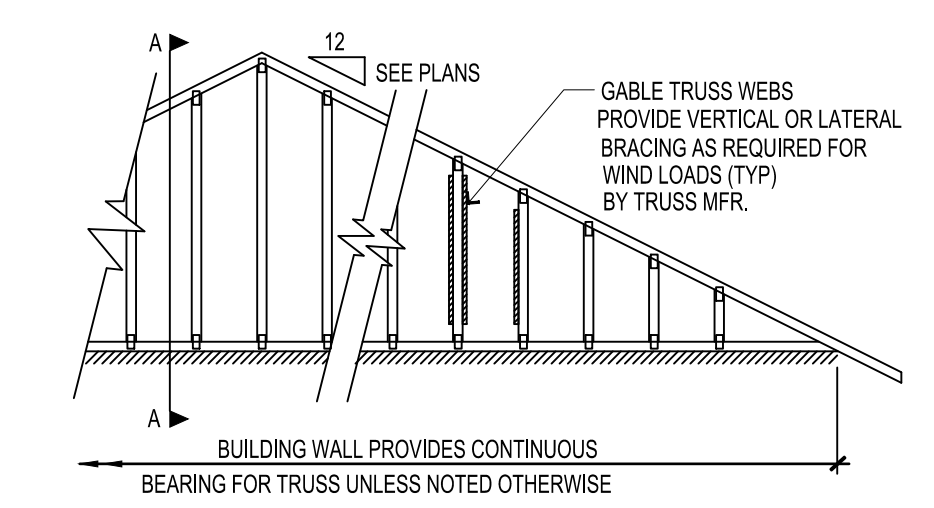 A
12
SEE PLANS
GABLE TRUSS WEBS
PROVIDE VERTICAL OR LATERAL
BRACING AS REQUIRED FOR
WIND LOADS (TYP)
BY TRUSS MFR.
A
BUILDING WALL PROVIDES CONTINUOUS
BEARING FOR TRUSS UNLESS NOTED OTHERWISE